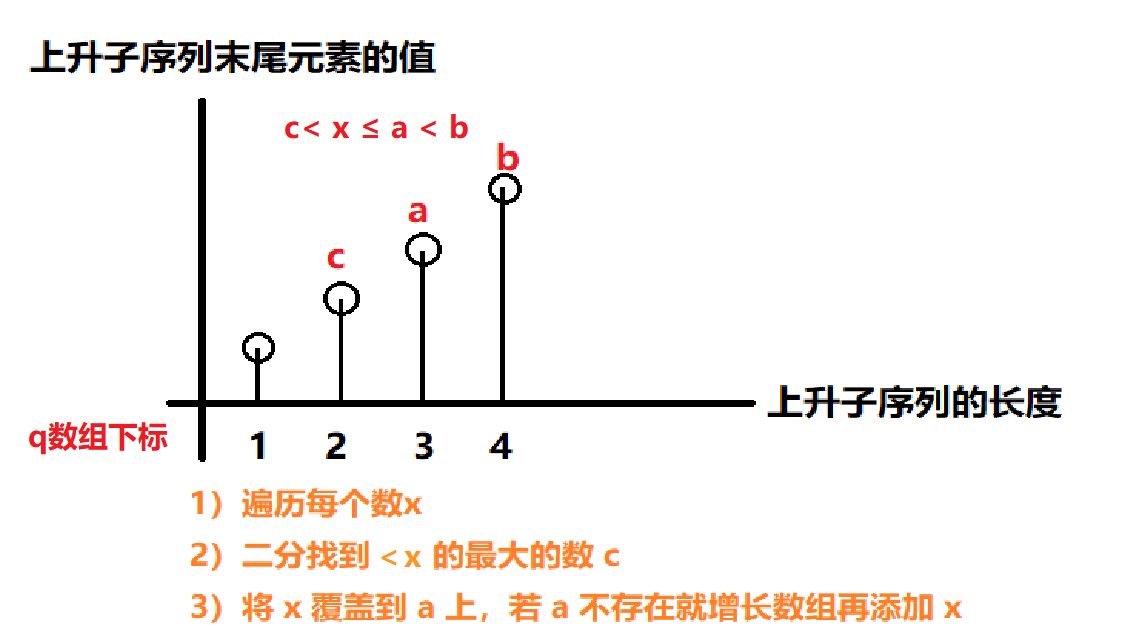 上升子序列末尾元素的值
c< x ≤ a < b
b
a
c
上升子序列的长度
q数组下标
1 2 3 4
1）遍历每个数x
2）二分找到 <x 的最大的数 c
3）将 x 覆盖到 a 上，若 a 不存在就增长数组再添加 x